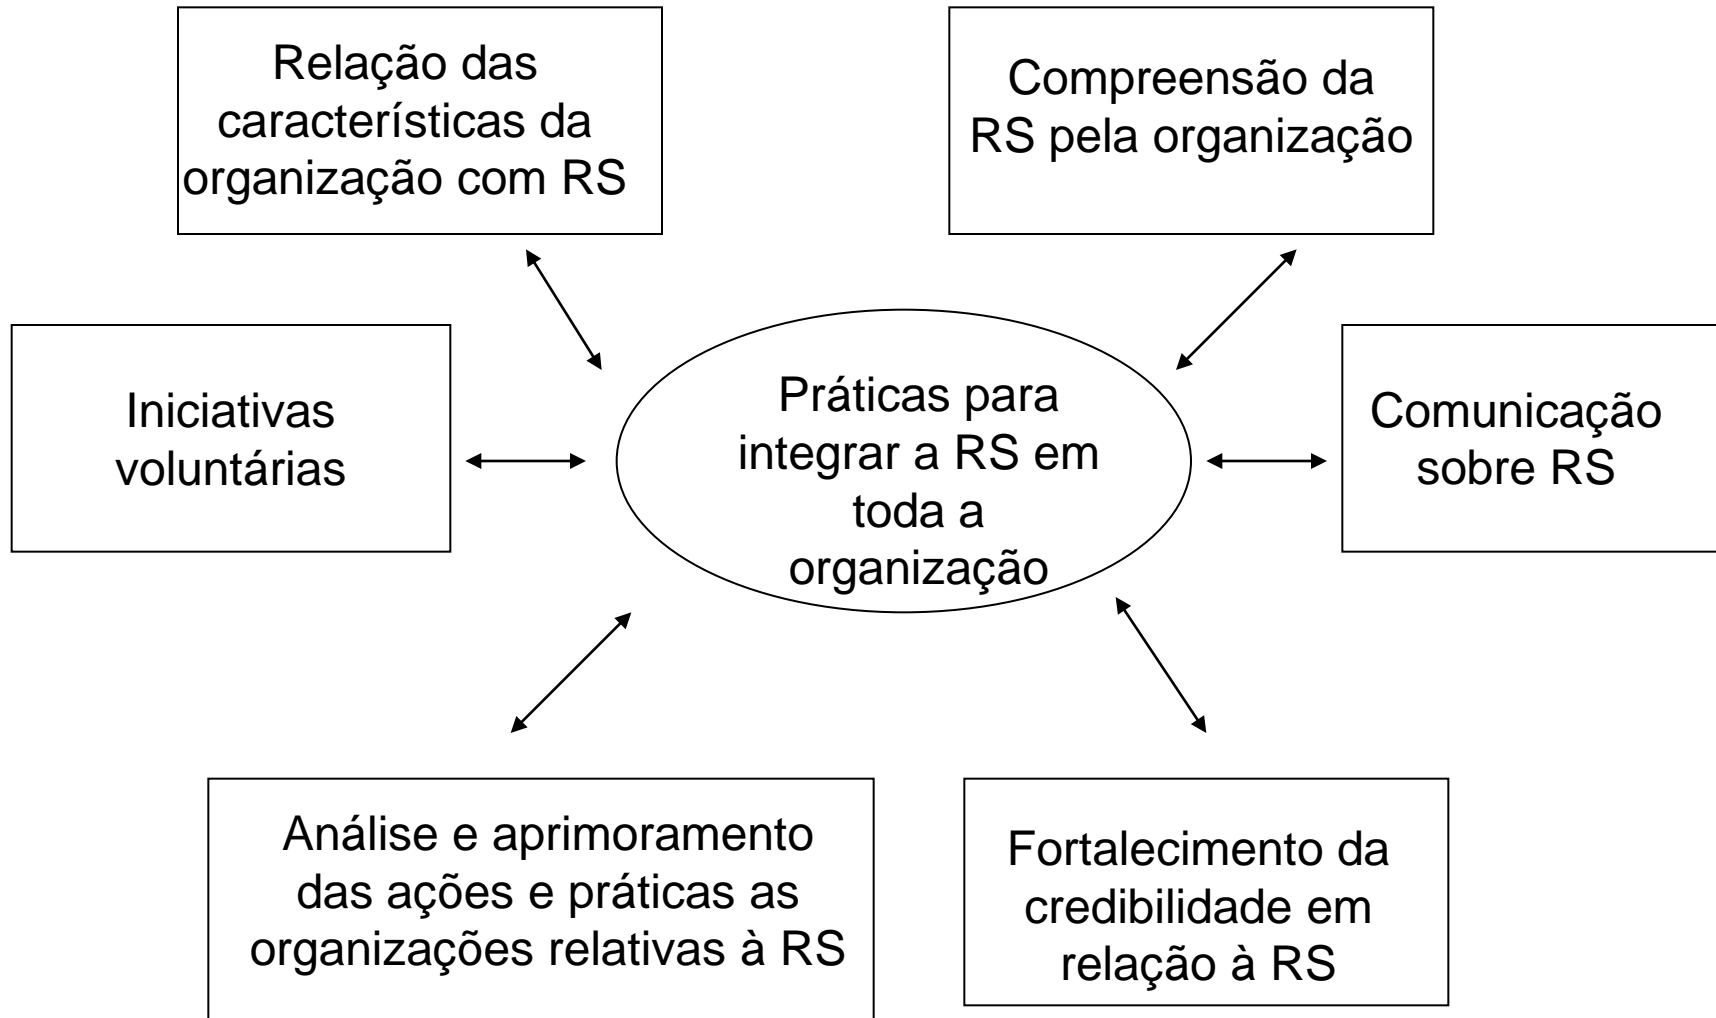 Relação das
características da
organização com RS
Compreensão da
RS pela organização
Iniciativas
voluntárias
Práticas para
integrar a RS em
toda a
organização
Comunicação
sobre RS
Análise e aprimoramento
das ações e práticas as
organizações relativas à RS
Fortalecimento da
credibilidade em
relação à RS